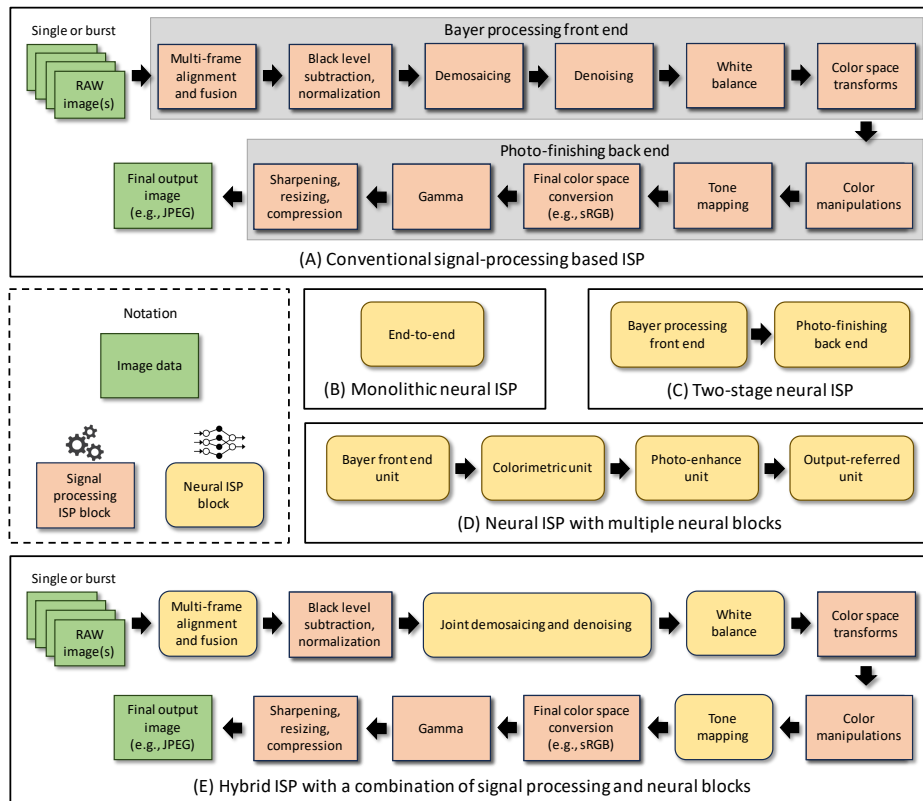 Bayer processing front end
Single or burst
RAW
image(s)
Multi-frame
alignment
and fusion
Black level
subtraction,
normalization
Demosaicing
Denoising
White
balance
Color space
transforms
Photo-finishing back end
Final output
image
(e.g., JPEG)
Sharpening,
resizing,
compression
Gamma
Final color space
conversion
(e.g., sRGB)
Tone
mapping
Color
manipulations
(A) Conventional signal-processing based ISP
Notation
Image data
Signal
processing
ISP block
Neural ISP
block
End-to-end
(B) Monolithic neural ISP
Bayer processing
front end
Photo-finishing
back end
(C) Two-stage neural ISP
Bayer front end
unit
Colorimetric unit
Photo-enhance
unit
Output-referred
unit
(D) Neural ISP with multiple neural blocks
Single or burst
RAW
image(s)
Multi-frame
alignment
and fusion
Black level
subtraction,
normalization
Joint demosaicing and denoising
White
balance
Color space
transforms
Final output
image
(e.g., JPEG)
Sharpening,
resizing,
compression
Gamma
Final color space
conversion
(e.g., sRGB)
Tone
mapping
Color
manipulations
(E) Hybrid ISP with a combination of signal processing and neural blocks